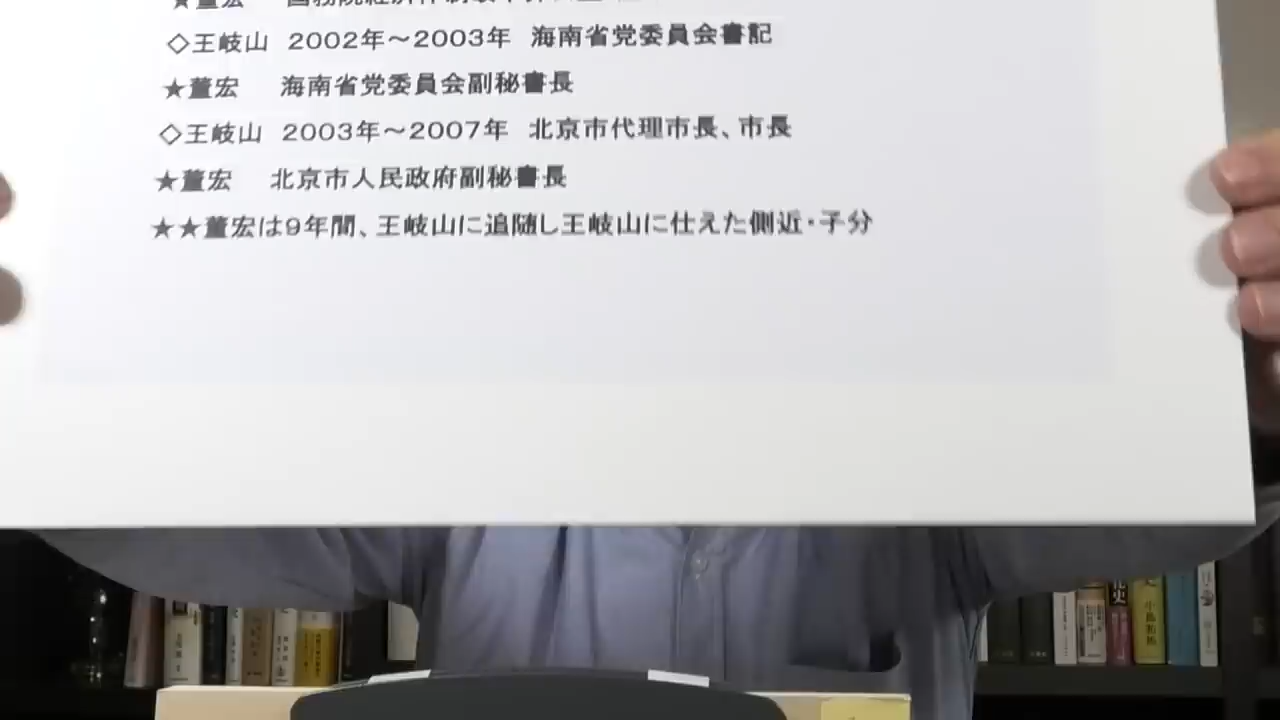 ★董宏
◇王岐山 2002年～2003年 海南省党委員会書記
★董宏 海南省党委員会副秘書長
◇王岐山 2003年～2007年 北京市代理市長、市長
★董宏 北京市人民政府副秘書長
★★董宏は9年間、王岐山に追随し王岐山に仕えた側近・子分